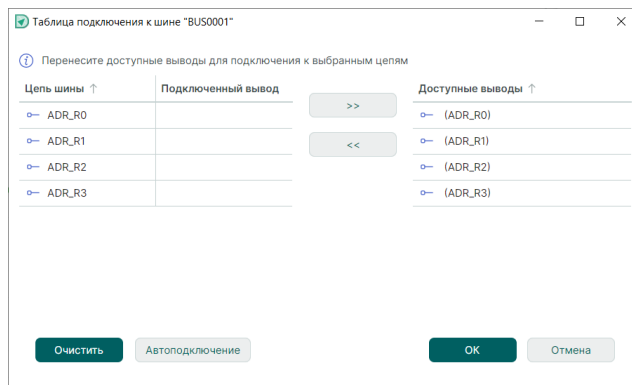 Таблица подключения к шине "BUS0001"
Перенесите доступные выводы для подключения к выбранным цепям
Цепь шины ↑ Подключенный вывод
ADR_R0
ADR_R1
ADR_R2
ADR_R3
>>
<<
Доступные выводы ↑
(ADR_R0)
(ADR_R1)
(ADR_R2)
(ADR_R3)
Очистить Автоподключение OK Отмена